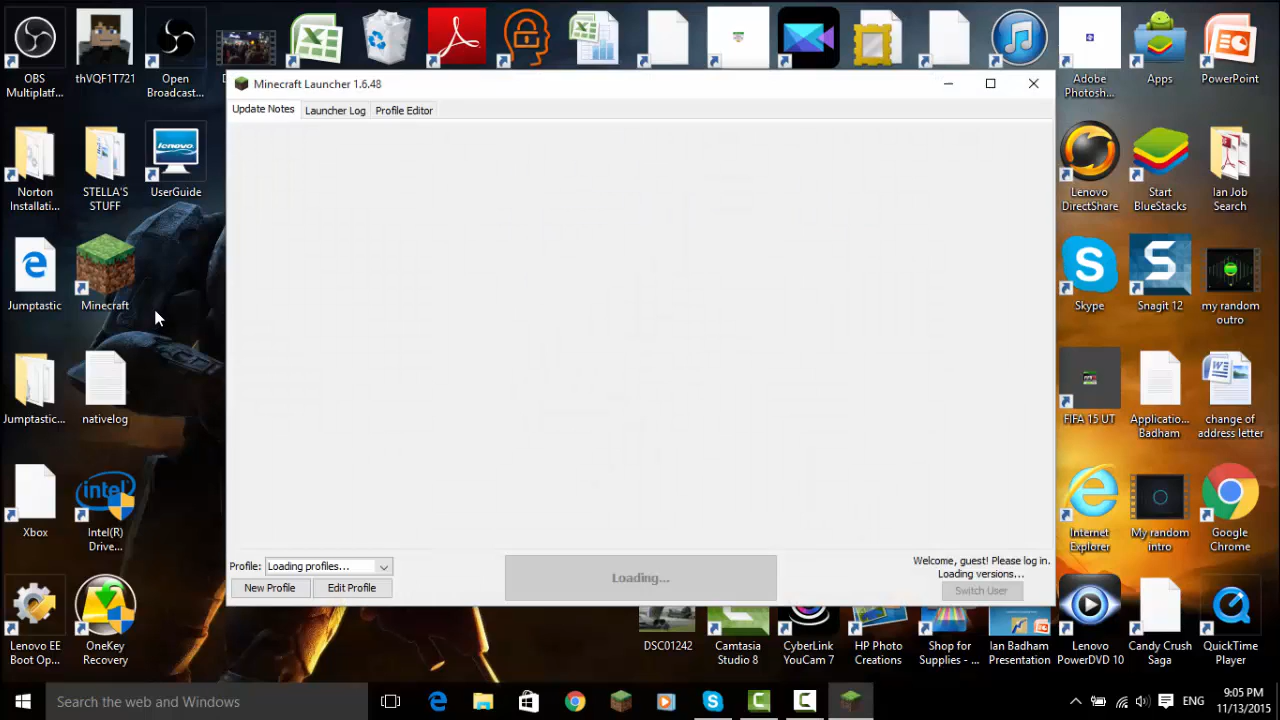 OBS
Multiplatf...
thVQF1T721
Open
Broadcast...
Adobe
Photosh...
Apps
PowerPoint
Minecraft Launcher 1.6.48
Update Notes
Launcher Log
Profile Editor
Norton
Installati...
STELLA'S
STUFF
lenovo
UserGuide
Lenovo
DirectShare
Start
BlueStacks
Ian Job
Search
Jumptastic
Minecraft
Skype
Snagit 12
my random
outro
Jumptastic...
nativelog
FIFA 15 UT
Application...
Badham
change of
address letter
Xbox
intel
Intel(R)
Drive...
Internet
Explorer
My random
intro
Google
Chrome
Profile:
Loading profiles...
New Profile
Edit Profile
Loading...
Welcome, guest! Please log in.
Loading versions...
Switch User
Lenovo EE
Boot Op...
OneKey
Recovery
DSC01242
Camtasia
Studio 8
CyberLink
YouCam 7
HP Photo
Creations
Shop for
Supplies - ...
Ian Badham
Presentation
Lenovo
PowerDVD 10
Candy Crush
Saga
QuickTime
Player
Search the web and Windows
ENG
9:05 PM
11/13/2015